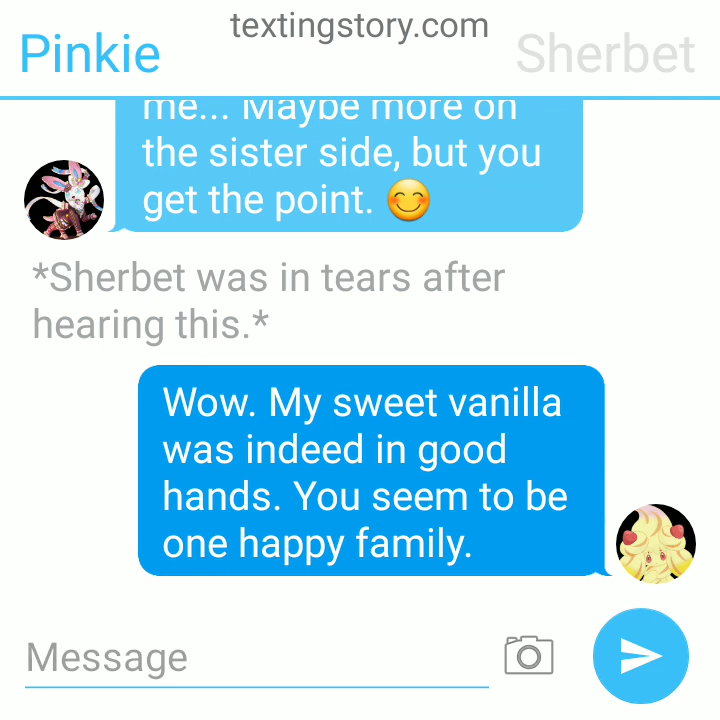 textingstory.com
Pinkie
Sherbet
me... Maybe more on
the sister side, but you
get the point. 😊
*Sherbet was in tears after
hearing this.*
Wow. My sweet vanilla
was indeed in good
hands. You seem to be
one happy family.
Message